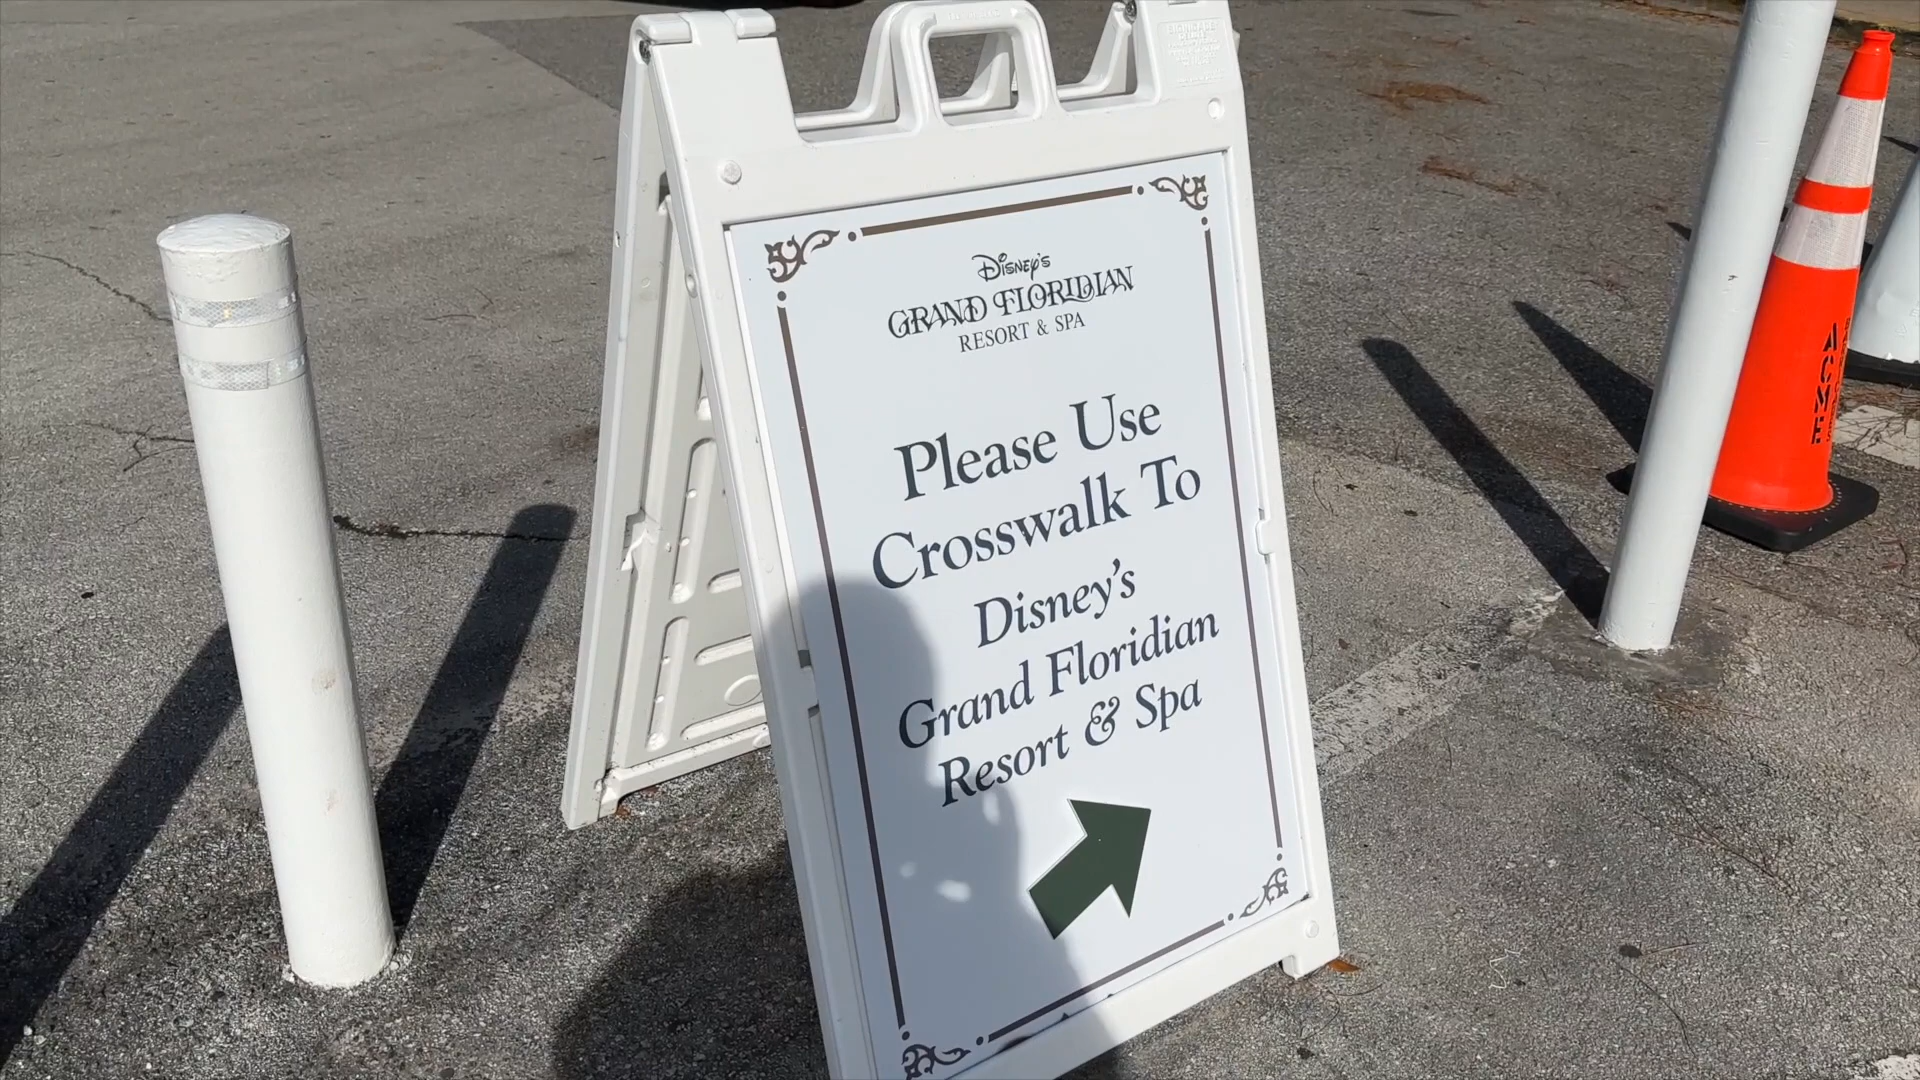 Disney's
GRAND FLORIDIAN
RESORT & SPA
Please Use
Crosswalk To
Disney's
Grand Floridian
Resort & Spa
ACME